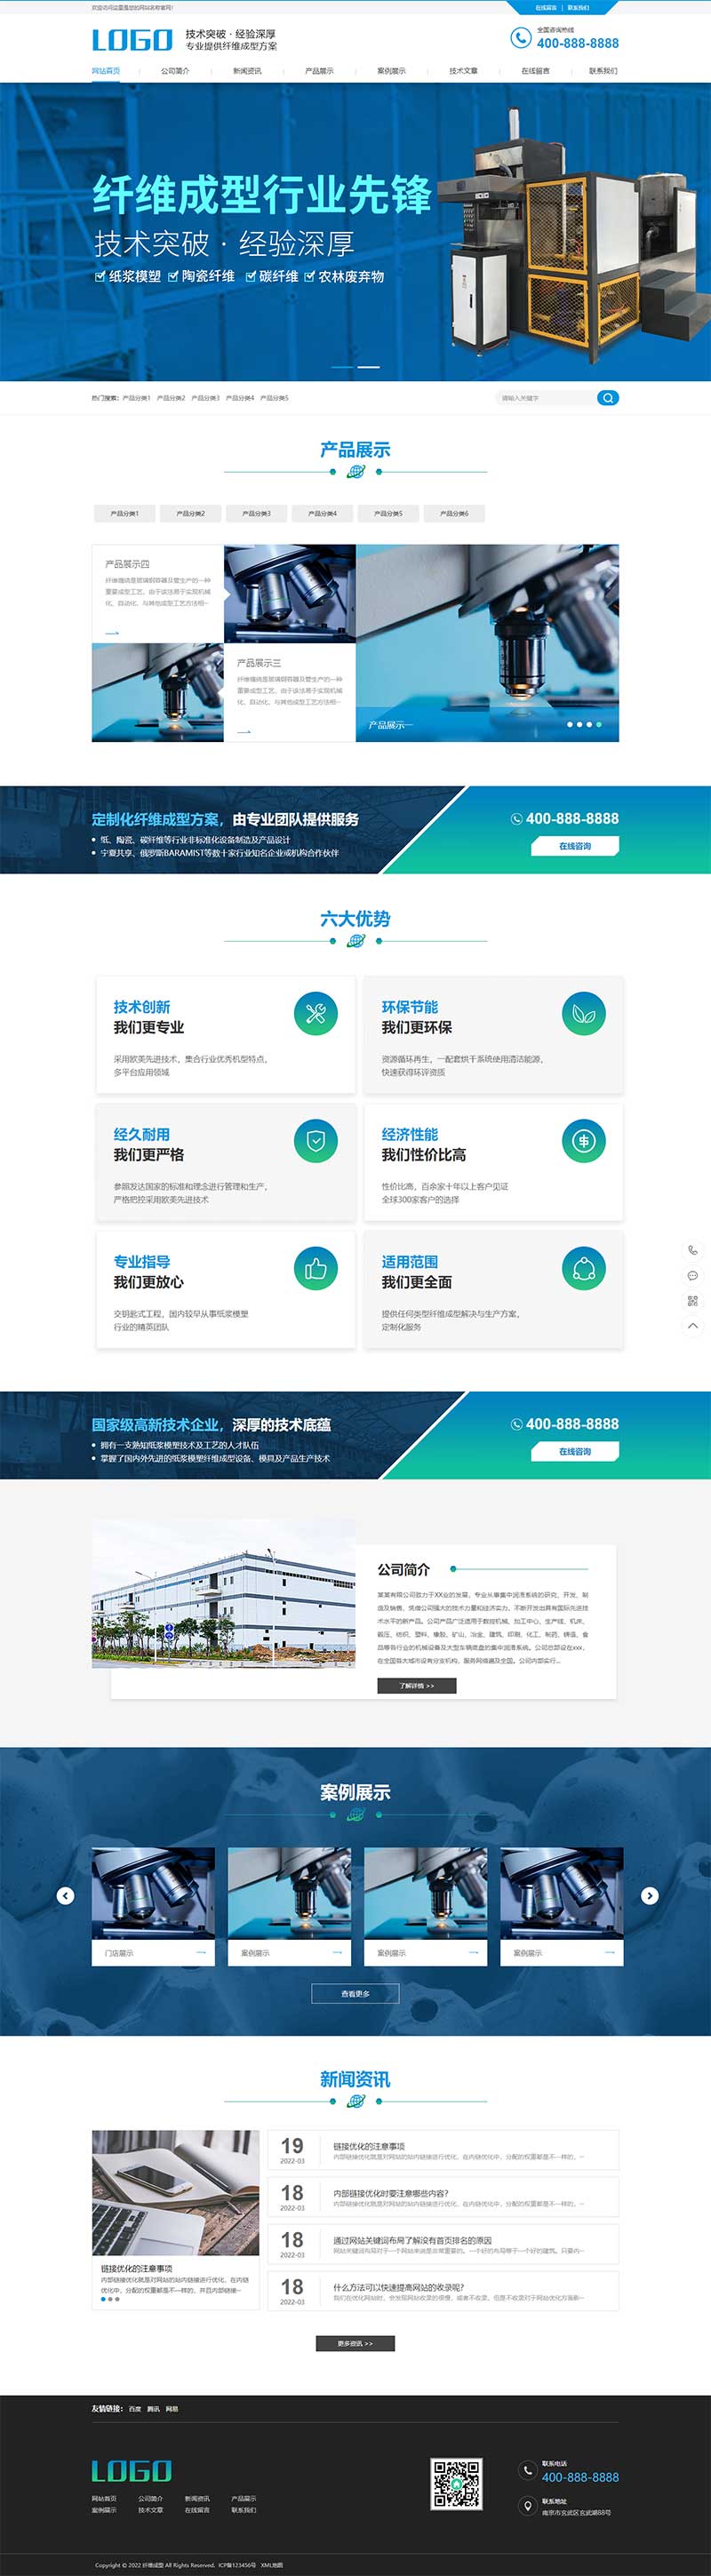 欢迎访问这里是您的网站名称官网!
在线留言 | 联系我们
LOGO
技术突破 · 经验深厚
专业提供纤维成型方案
全国咨询热线
400-888-8888
网站首页
公司简介
新闻资讯
产品展示
案例展示
技术文章
在线留言
联系我们
纤维成型行业先锋
技术突破 · 经验深厚
纸浆模塑 陶瓷纤维 碳纤维 农林废弃物
热门搜索: 产品分类1 产品分类2 产品分类3 产品分类4 产品分类5
请输入关键字
产品展示
产品分类1 产品分类2 产品分类3 产品分类4 产品分类5 产品分类6
产品展示四
纤维缠绕是玻璃钢容器及管生产的一种
重要成型工艺。由于该法易于实现机械
化、自动化、与其他成型工艺方法相···
产品展示三
纤维缠绕是玻璃钢容器及管生产的一种
重要成型工艺。由于该法易于实现机械
化、自动化、与其他成型工艺方法相···
产品展示一
定制化纤维成型方案，由专业团队提供服务
纸、陶瓷、碳纤维等行业非标准化设备制造及产品设计
宁夏共享、俄罗斯BARAMIST等数十家行业知名企业或机构合作伙伴
400-888-8888
在线咨询
六大优势
技术创新
我们更专业
采用欧美先进技术，集合行业优秀机型特点，
多平台应用领域
环保节能
我们更环保
资源循环再生，一配套烘干系统使用清洁能源，
快速获得环评资质
经久耐用
我们更严格
参照发达国家的标准和理念进行管理和生产，
严格把控采用欧美先进技术
经济性能
我们性价比高
性价比高，百余家十年以上客户见证
全球300家客户的选择
专业指导
我们更放心
交钥匙式工程，国内较早从事纸浆模塑
行业的精英团队
适用范围
我们更全面
提供任何类型纤维成型解决与生产方案，
定制化服务
国家级高新技术企业，深厚的技术底蕴
拥有一支熟知纸浆模塑技术及工艺的人才队伍
掌握了国内外先进的纸浆模塑纤维成型设备、模具及产品生产技术
400-888-8888
在线咨询
公司简介
某某有限公司致力于XX业的发展，专业从事集中润滑系统的研究、开发、制
造及销售，凭借公司强大的技术力量和经济实力，不断开发出具有国际先进技
术水平的新产品。公司产品广泛适用于数控机械、加工中心、生产线、机床、
锻压、纺织、塑料、橡胶、矿山、冶金、建筑、印刷、化工、制药、铸造、食
品等各行业的机械设备及大型车辆底盘的集中润滑系统。公司总部设在xxx，
在全国各大城市设有分支机构，服务网络遍及全国。公司内部实行...
了解详情 >>
案例展示
门店展示
案例展示
案例展示
案例展示
查看更多
新闻资讯
链接优化的注意事项
内部链接优化就是对网站的站内链接进行优化，在内链
优化中，分配的权重都是不一样的，并且内部链接···
19
2022-03
链接优化的注意事项
内部链接优化就是对网站的站内链接进行优化，在内链优化中，分配的权重都是不一样的，···
18
2022-03
内部链接优化时要注意哪些内容?
内部链接优化就是对网站的站内链接进行优化，在内链优化中，分配的权重都是不一样的，···
18
2022-03
通过网站关键词布局了解没有首页排名的原因
网站关键词布局对于一个网站来说是非常重要的。一个好的布局等于一个好的建筑。只要内···
18
2022-03
什么方法可以快速提高网站的收录呢?
我们在优化网站时，会发现网站收录的很慢，或者不收录，但是不收录对于网站优化方面影···
更多资讯 >>
友情链接: 百度 腾讯 网易
LOGO
网站首页 公司简介 新闻资讯 产品展示
案例展示 技术文章 在线留言 联系我们
联系电话
400-888-8888
联系地址
南京市玄武区玄武湖88号
Copyright © 2022 纤维成型 All Rights Reserved. ICP备123456号 XML地图